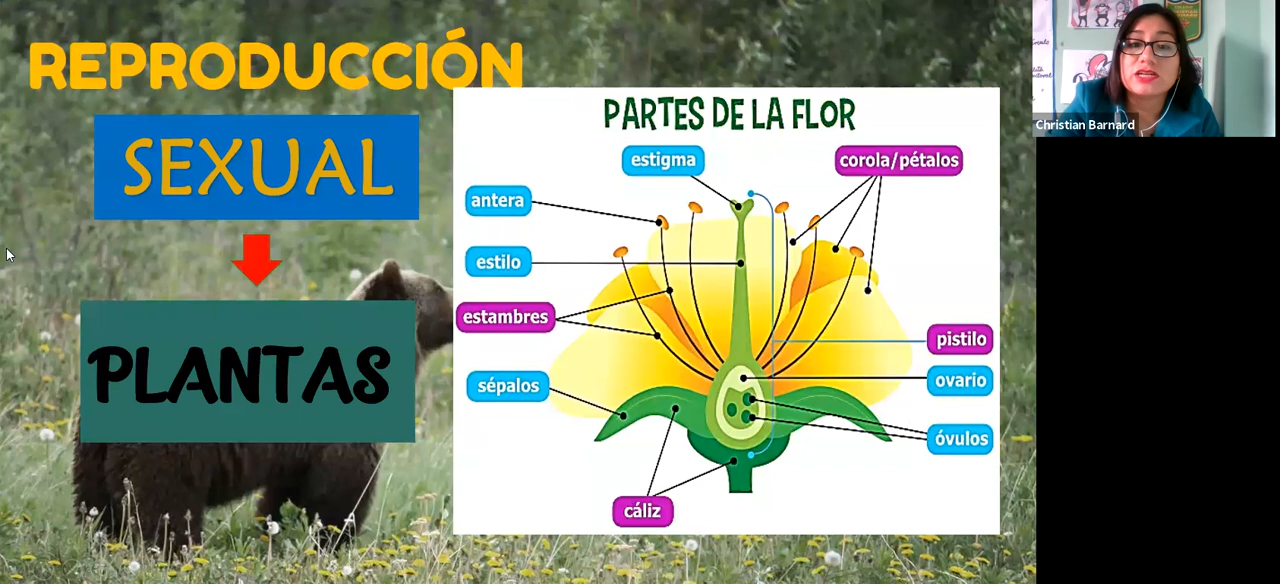 REPRODUCCIÓN
SEXUAL
PLANTAS
PARTES DE LA FLOR
estigma
corola/pétalos
antera
estilo
estambres
pistilo
ovario
sépalos
óvulos
cáliz
Christian Barnard